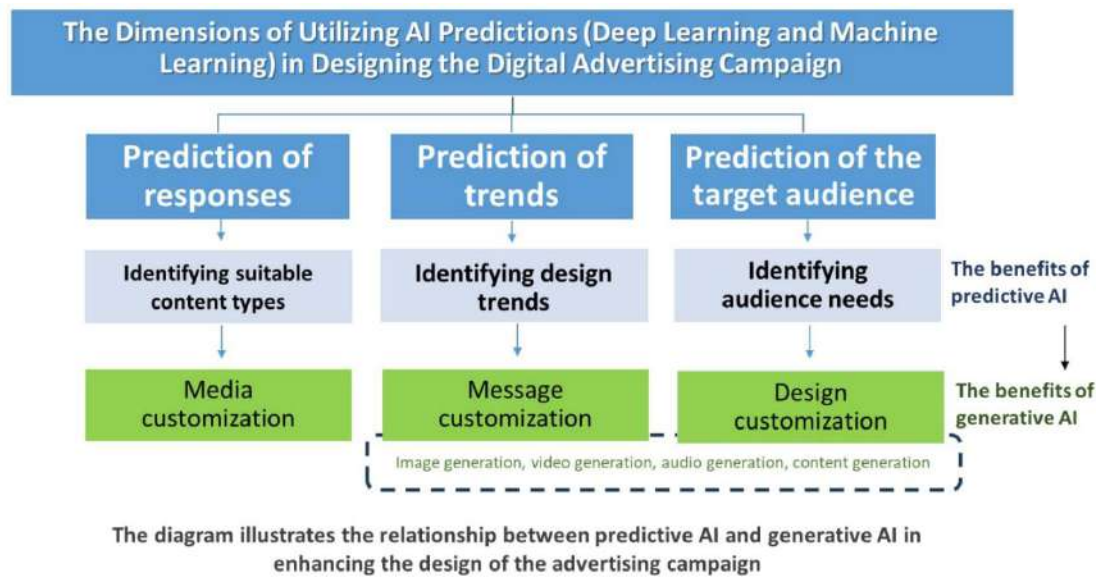 The Dimensions of Utilizing AI Predictions (Deep Learning and Machine
Learning) in Designing the Digital Advertising Campaign
Prediction of
responses
Prediction of
trends
Prediction of the
target audience
Identifying suitable
content types
Identifying design
trends
Identifying
audience needs
The benefits of
predictive AI
Media
customization
Message
customization
Design
customization
The benefits of
generative AI
Image generation, video generation, audio generation, content generation
The diagram illustrates the relationship between predictive AI and generative AI in
enhancing the design of the advertising campaign